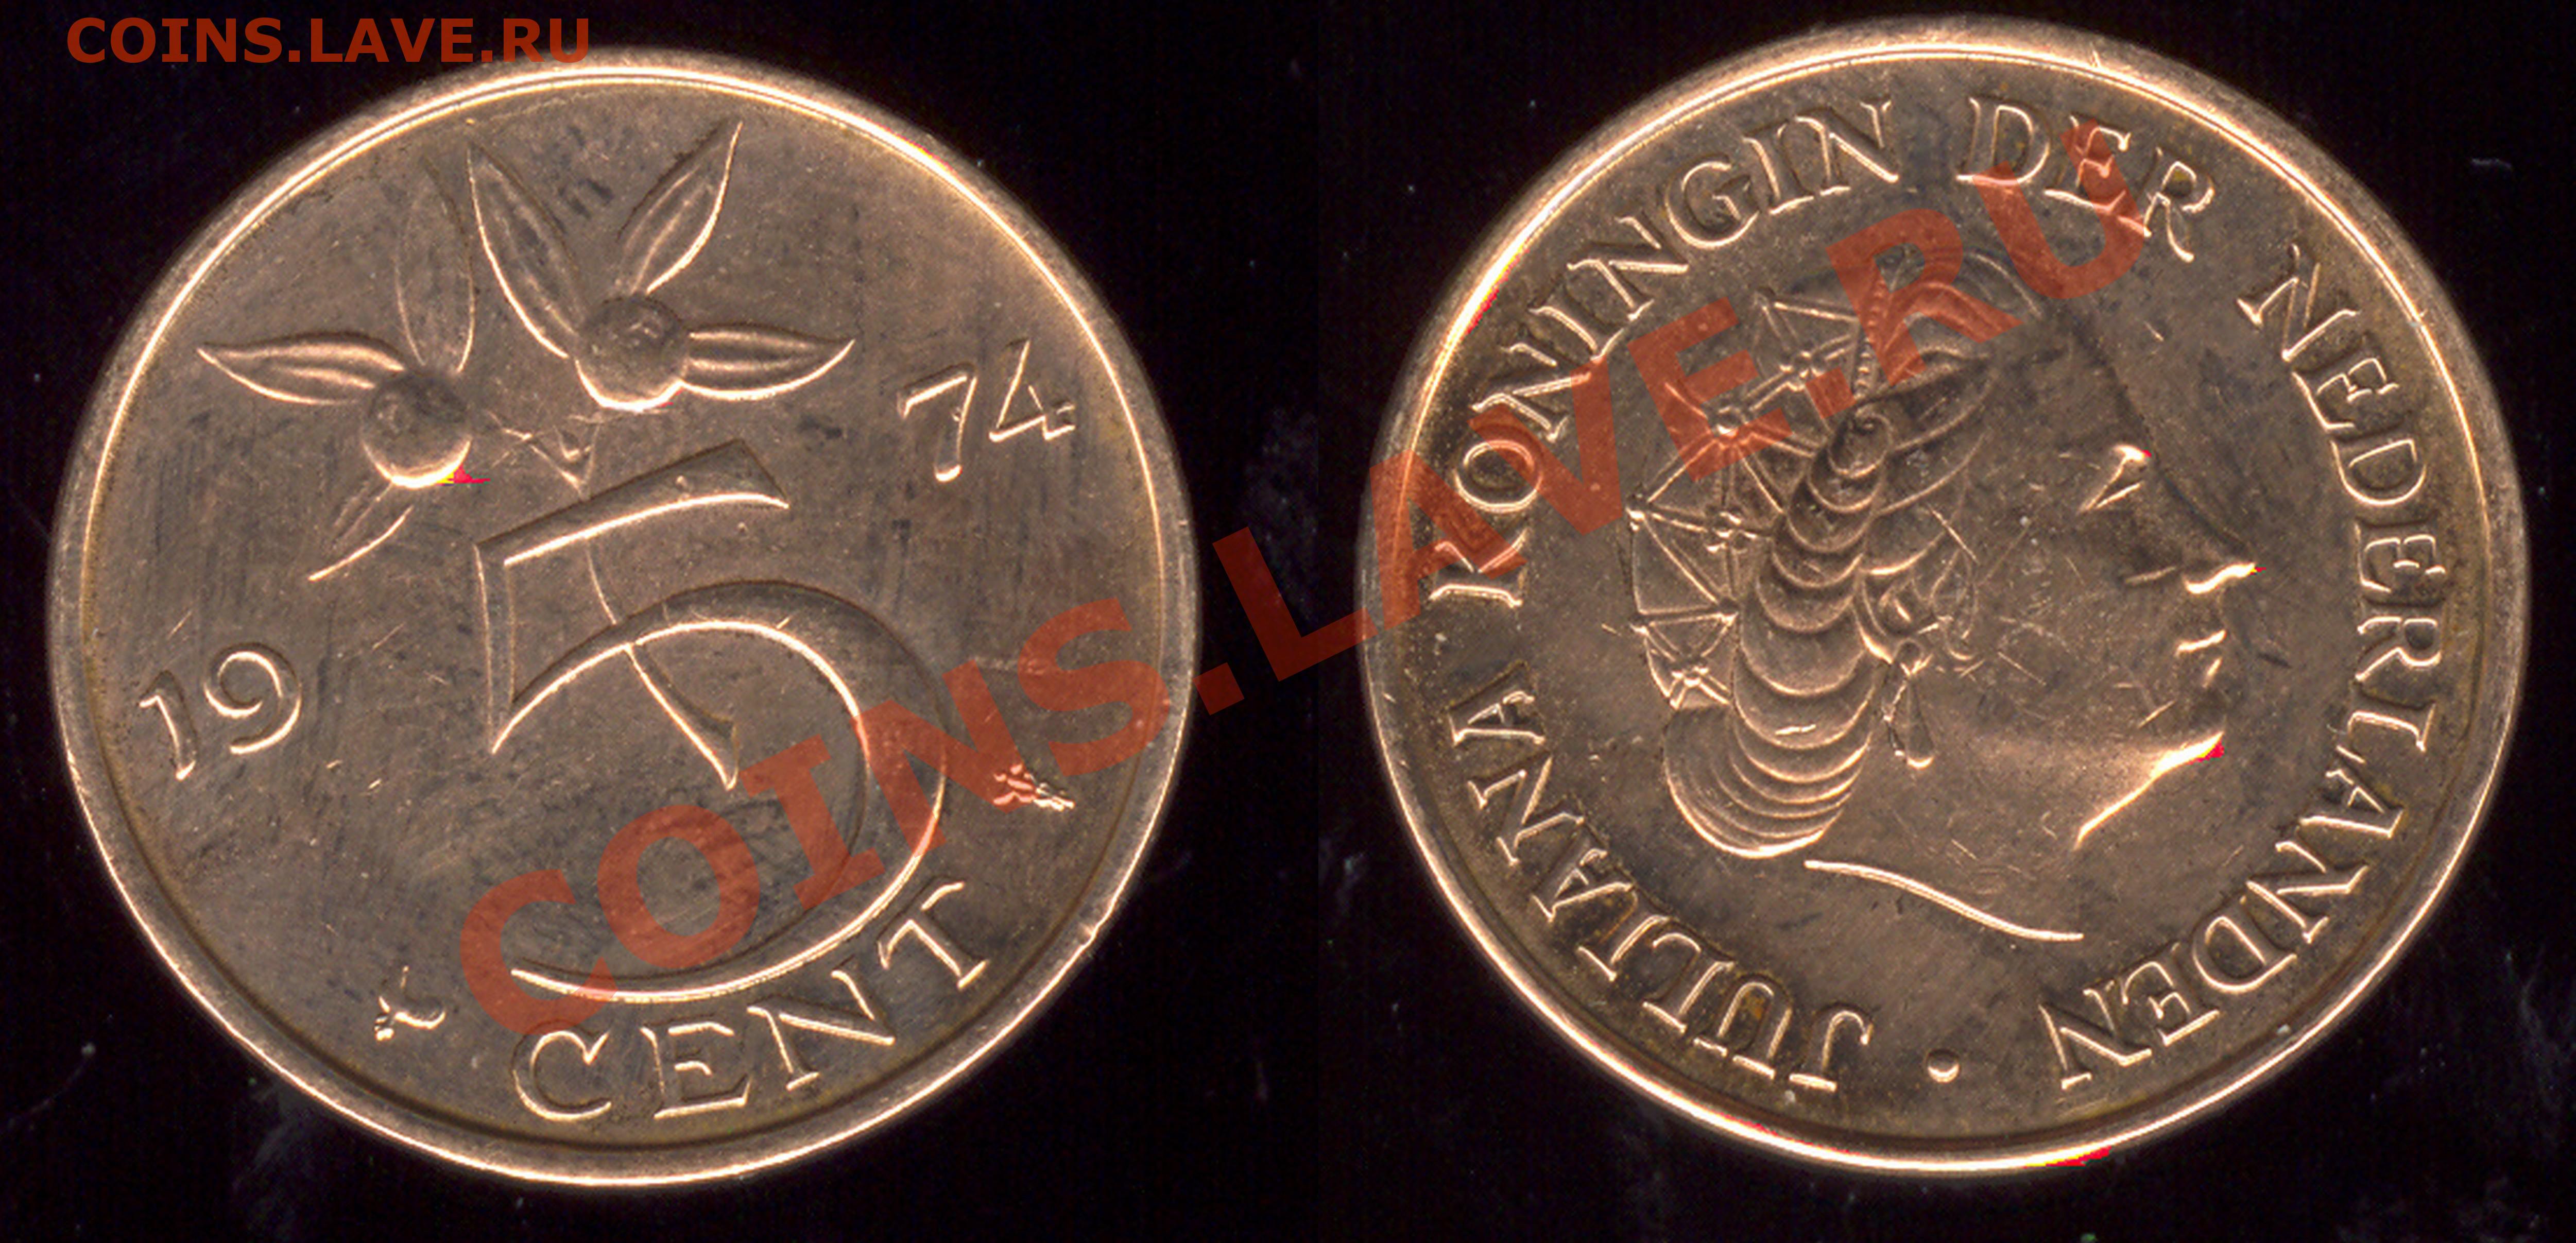 COINS.LAVE.RU
19 74
5
CENT
JULIANA KONINGIN DER NEDERLANDEN •
COINS.LAVE.RU